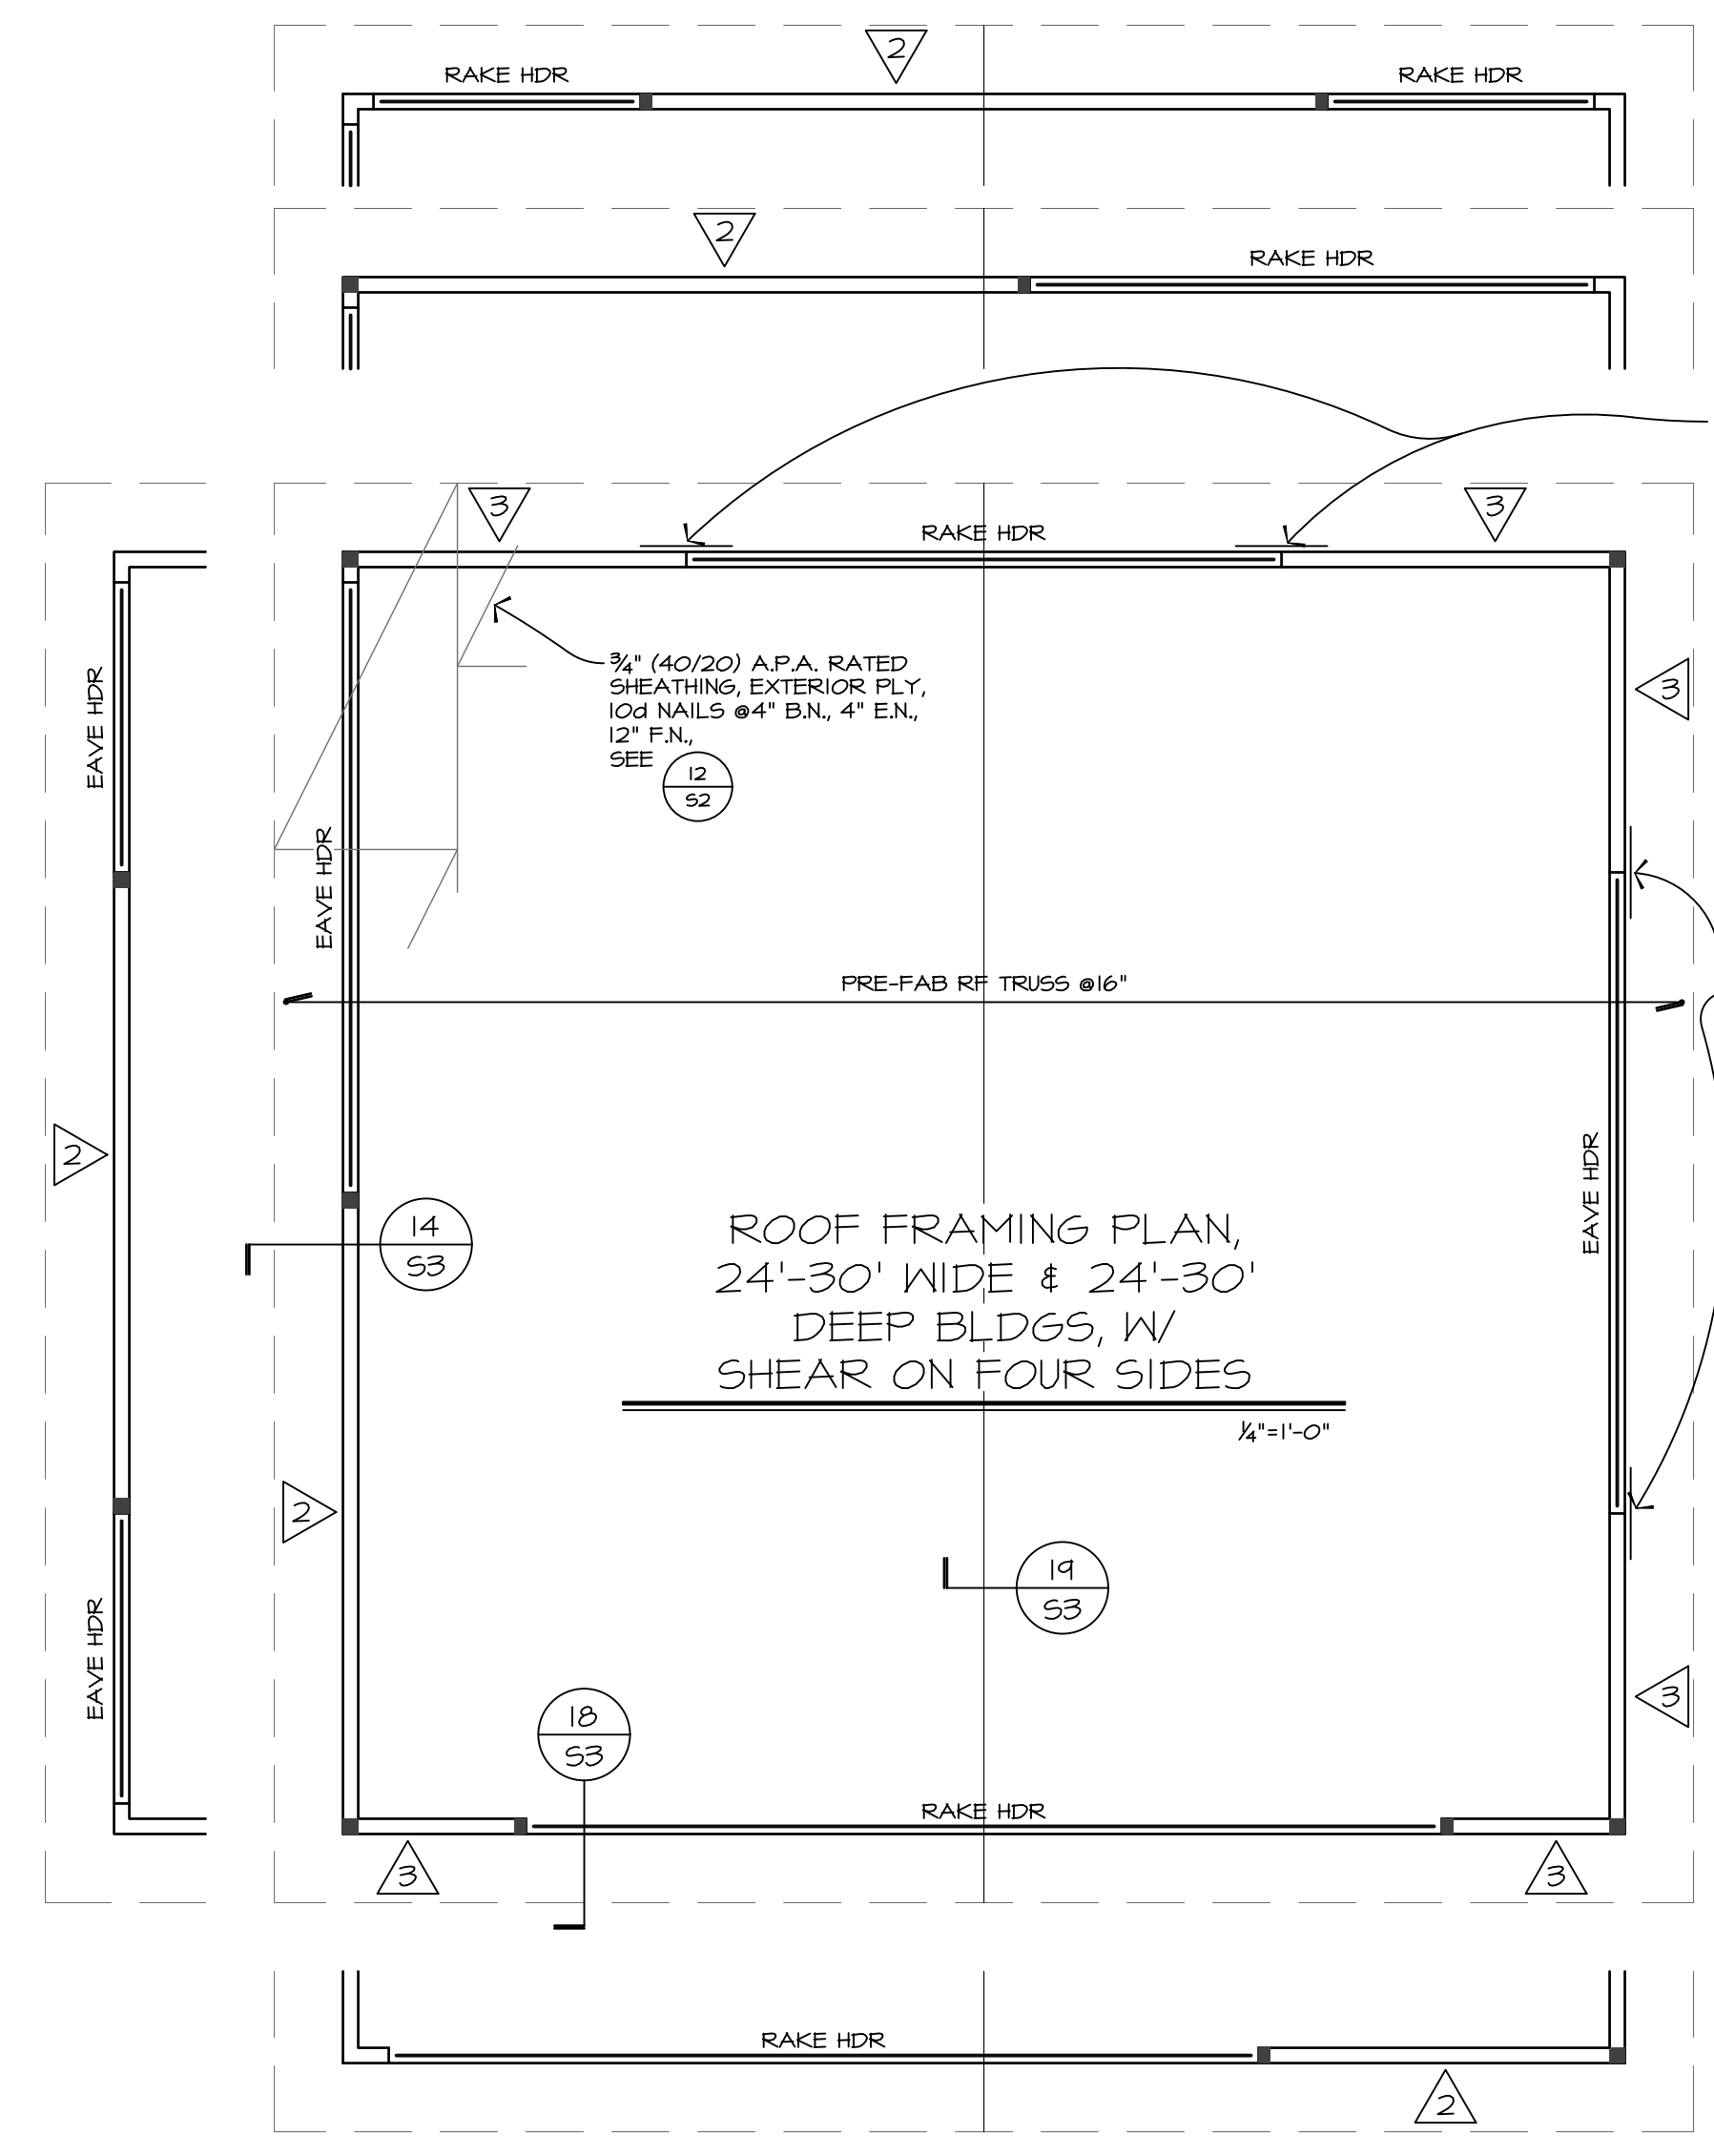 2
RAKE HDR
RAKE HDR
2
RAKE HDR
3
3
RAKE HDR
¾" (40/20) A.P.A. RATED
SHEATHING, EXTERIOR PLY,
10d NAILS @4" B.N., 4" E.N.,
12" F.N.,
SEE
12
S2
EAVE HDR
EAVE HDR
3
PRE-FAB RF TRUSS @16"
2
14
S3
EAVE HDR
ROOF FRAMING PLAN,
24'-30' WIDE & 24'-30'
DEEP BLDGS, W/
SHEAR ON FOUR SIDES
¼"=1'-0"
2
19
S3
EAVE HDR
3
18
S3
RAKE HDR
3
3
RAKE HDR
2